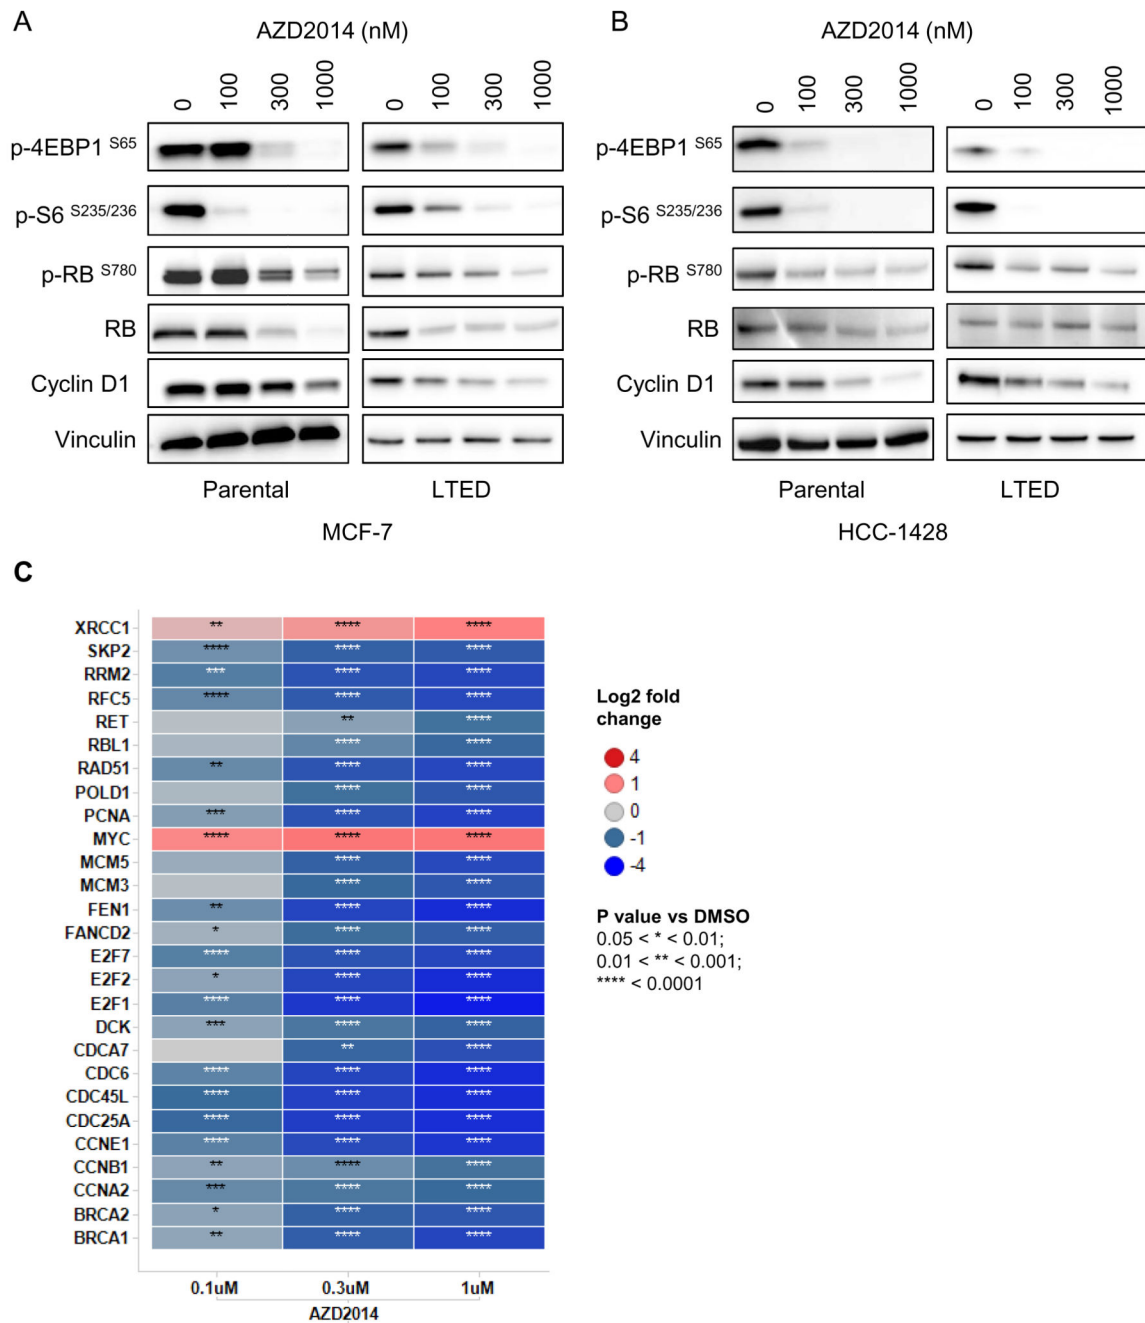 A
AZD2014 (nM)
0 100 300 1000 0 100 300 1000
p-4EBP1 S65
p-S6 S235/236
p-RB S780
RB
Cyclin D1
Vinculin
Parental LTED
MCF-7
B
AZD2014 (nM)
0 100 300 1000 0 100 300 1000
p-4EBP1 S65
p-S6 S235/236
p-RB S780
RB
Cyclin D1
Vinculin
Parental LTED
HCC-1428
C
XRCC1 ** **** ****
SKP2 **** **** ****
RRM2 *** **** ****
RFC5 **** **** ****
RET ** ****
RBL1 **** ****
RAD51 ** **** ****
POLD1 **** ****
PCNA *** **** ****
MYC **** **** ****
MCM5 **** ****
MCM3 **** ****
FEN1 ** **** ****
FANCD2 * **** ****
E2F7 **** **** ****
E2F2 * **** ****
E2F1 **** **** ****
DCK *** **** ****
CDCA7 ** ****
CDC6 **** **** ****
CDC45L **** **** ****
CDC25A **** **** ****
CCNE1 **** **** ****
CCNB1 ** **** ****
CCNA2 *** **** ****
BRCA2 * **** ****
BRCA1 ** **** ****
0.1uM 0.3uM 1uM
AZD2014
Log2 fold
change
4
1
0
-1
-4
P value vs DMSO
0.05 < * < 0.01;
0.01 < ** < 0.001;
**** < 0.0001